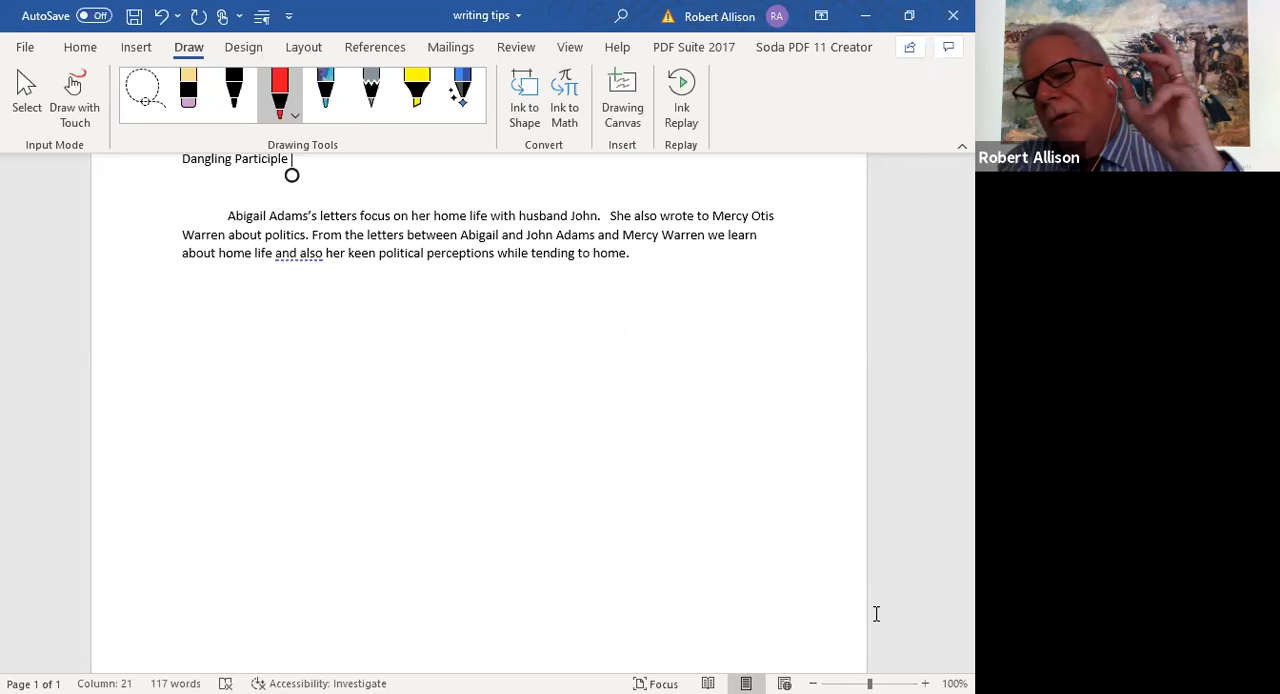 AutoSave Off writing tips Robert Allison RA
File Home Insert Draw Design Layout References Mailings Review View Help PDF Suite 2017 Soda PDF 11 Creator
Select Draw with Touch Ink to Shape Ink to Math Drawing Canvas Ink Replay
Input Mode Drawing Tools Convert Insert Replay
Robert Allison
Dangling Participle
Abigail Adams’s letters focus on her home life with husband John. She also wrote to Mercy Otis
Warren about politics. From the letters between Abigail and John Adams and Mercy Warren we learn
about home life and also her keen political perceptions while tending to home.
Page 1 of 1 Column: 21 117 words Accessibility: Investigate Focus 100%